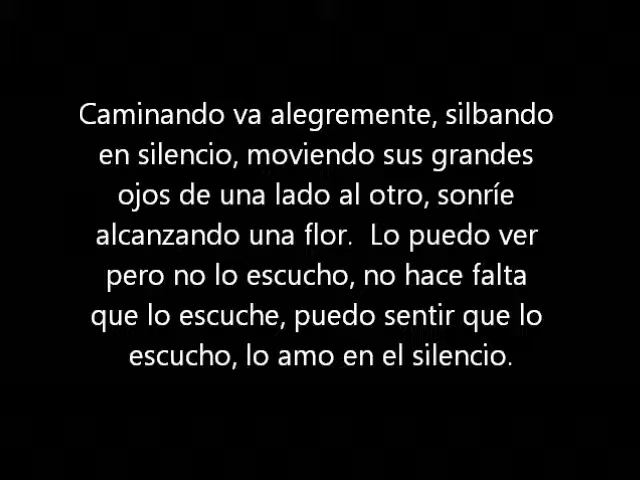 Caminando va alegremente, silbando
en silencio, moviendo sus grandes
ojos de una lado al otro, sonríe
alcanzando una flor.  Lo puedo ver
pero no lo escucho, no hace falta
que lo escuche, puedo sentir que lo
escucho, lo amo en el silencio.